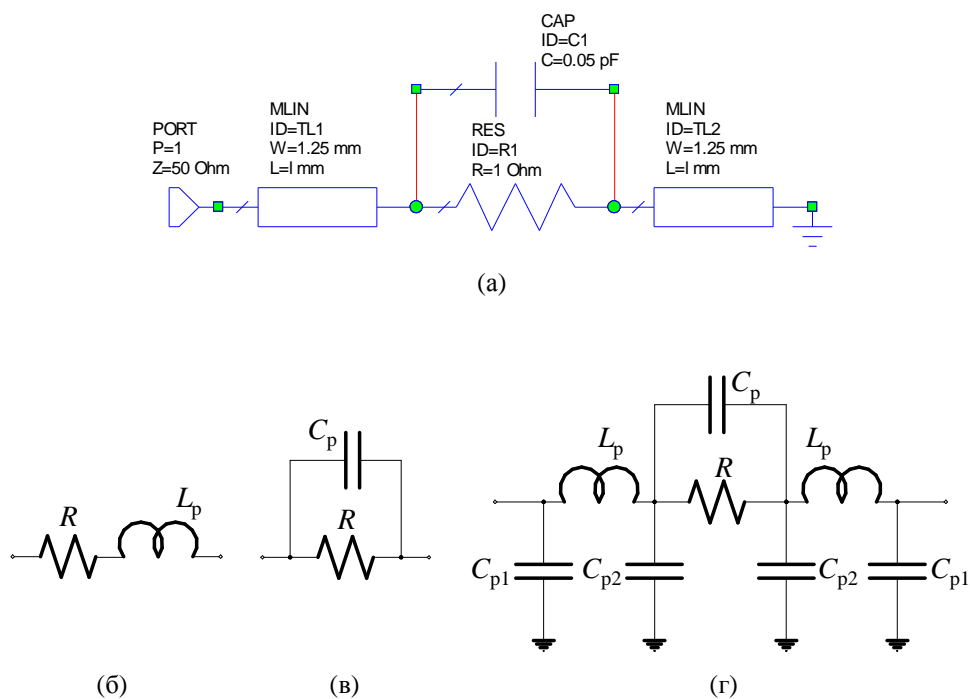 CAP
ID=C1
C=0.05 pF
MLIN
ID=TL1
W=1.25 mm
L=l mm
MLIN
ID=TL2
W=1.25 mm
L=l mm
PORT
P=1
Z=50 Ohm
RES
ID=R1
R=1 Ohm
(а)
Cp
Lp
Lp
Cp
R
R
Lp
R
Cp1
Cp2
Cp2
Cp1
(б)
(в)
(г)